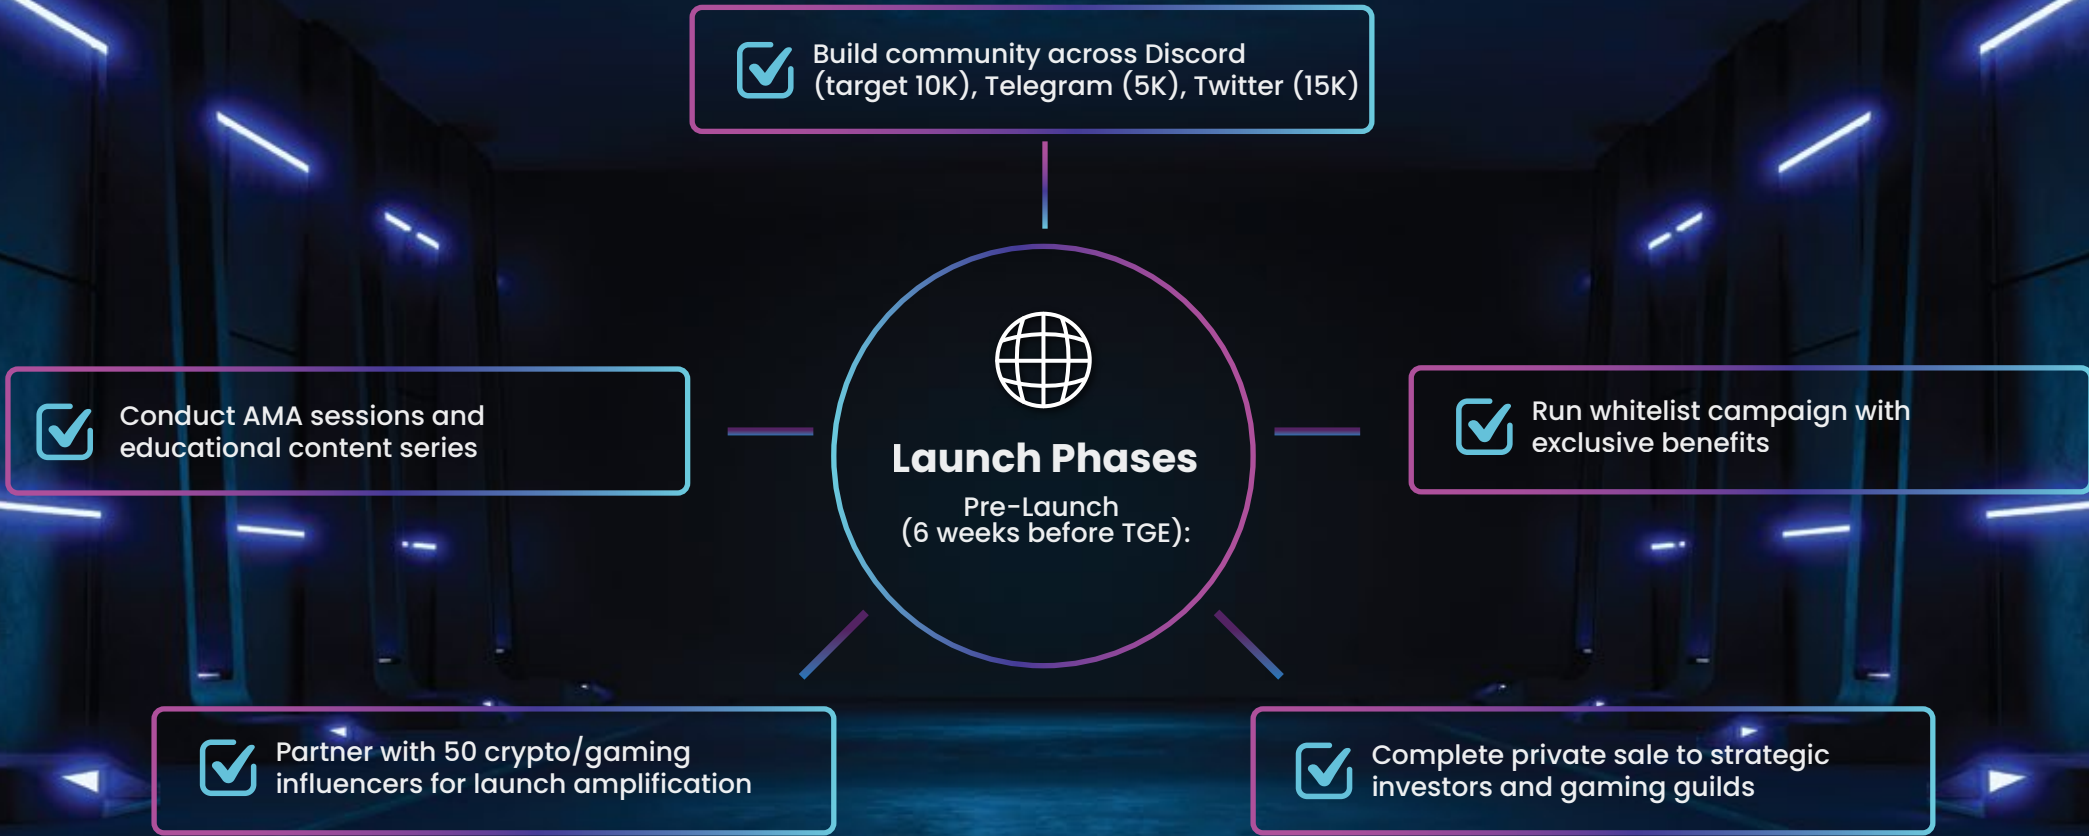 Build community across Discord
(target 10K), Telegram (5K), Twitter (15K)
Launch Phases
Pre-Launch
(6 weeks before TGE):
Conduct AMA sessions and
educational content series
Run whitelist campaign with
exclusive benefits
Partner with 50 crypto/gaming
influencers for launch amplification
Complete private sale to strategic
investors and gaming guilds